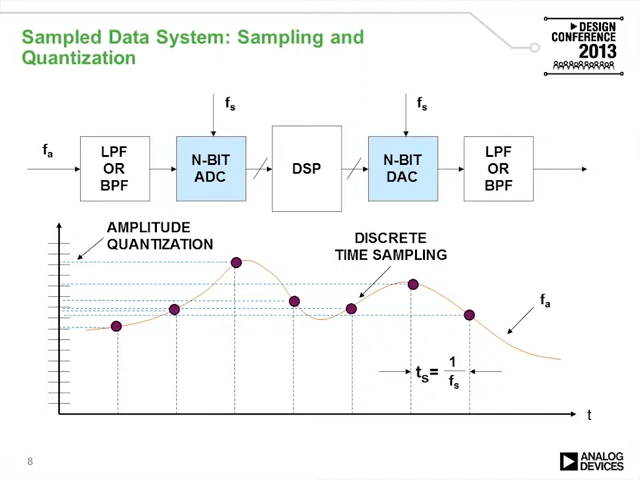 Sampled Data System: Sampling and
Quantization
DESIGN
CONFERENCE
2013
fs
fs
fa
LPF
OR
BPF
N-BIT
ADC
DSP
N-BIT
DAC
LPF
OR
BPF
AMPLITUDE
QUANTIZATION
DISCRETE
TIME SAMPLING
fa
ts= 1
fs
t
8
ANALOG
DEVICES